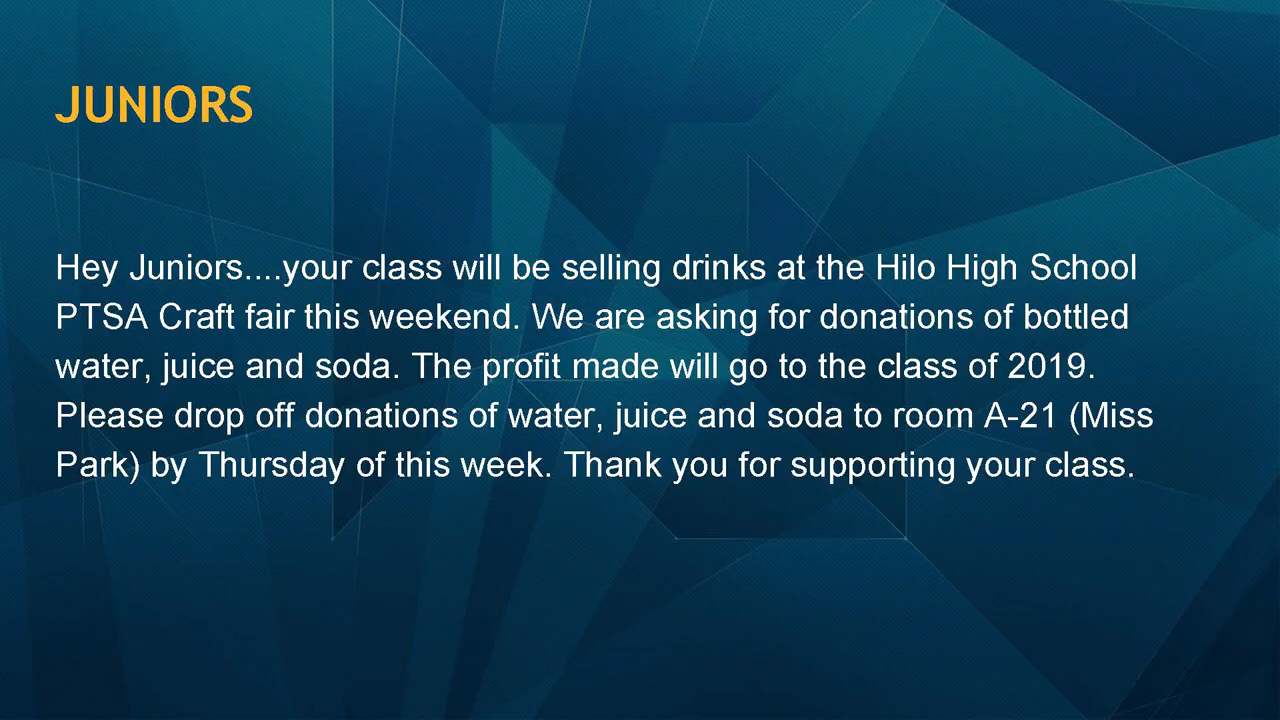 JUNIORS
Hey Juniors....your class will be selling drinks at the Hilo High School
PTSA Craft fair this weekend. We are asking for donations of bottled
water, juice and soda. The profit made will go to the class of 2019.
Please drop off donations of water, juice and soda to room A-21 (Miss
Park) by Thursday of this week. Thank you for supporting your class.